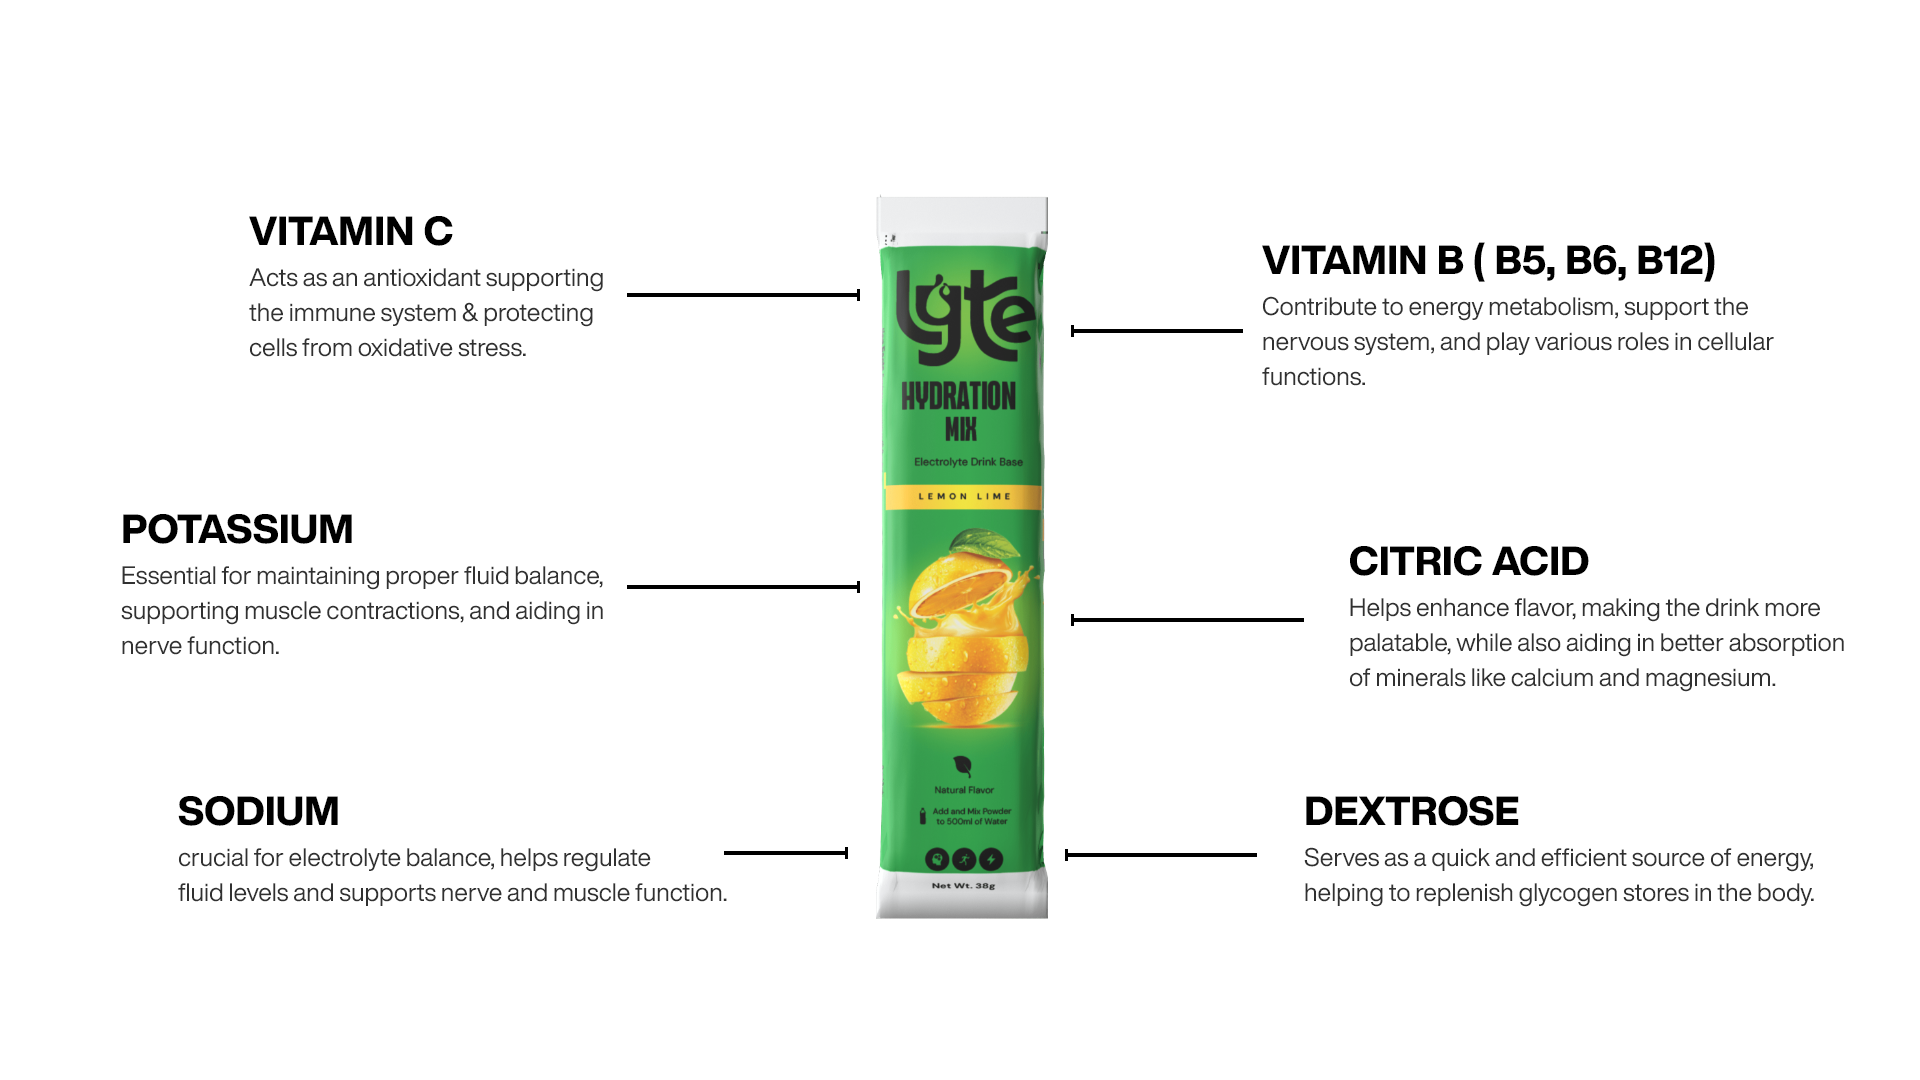 VITAMIN C
Acts as an antioxidant supporting
the immune system & protecting
cells from oxidative stress.
POTASSIUM
Essential for maintaining proper fluid balance,
supporting muscle contractions, and aiding in
nerve function.
SODIUM
crucial for electrolyte balance, helps regulate
fluid levels and supports nerve and muscle function.
lyte
HYDRATION
MIX
Electrolyte Drink Base
LEMON LIME
Natural Flavor
Add and Mix Powder
to 500ml of Water
Net Wt. 38g
VITAMIN B ( B5, B6, B12)
Contribute to energy metabolism, support the
nervous system, and play various roles in cellular
functions.
CITRIC ACID
Helps enhance flavor, making the drink more
palatable, while also aiding in better absorption
of minerals like calcium and magnesium.
DEXTROSE
Serves as a quick and efficient source of energy,
helping to replenish glycogen stores in the body.